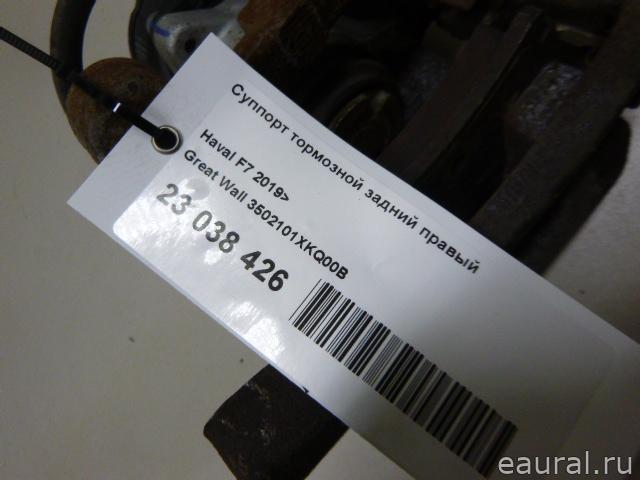 Суппорт тормозной задний правый
Haval F7 2019>
Great Wall 3502101XKQ00B
23 038 426
eaural.ru